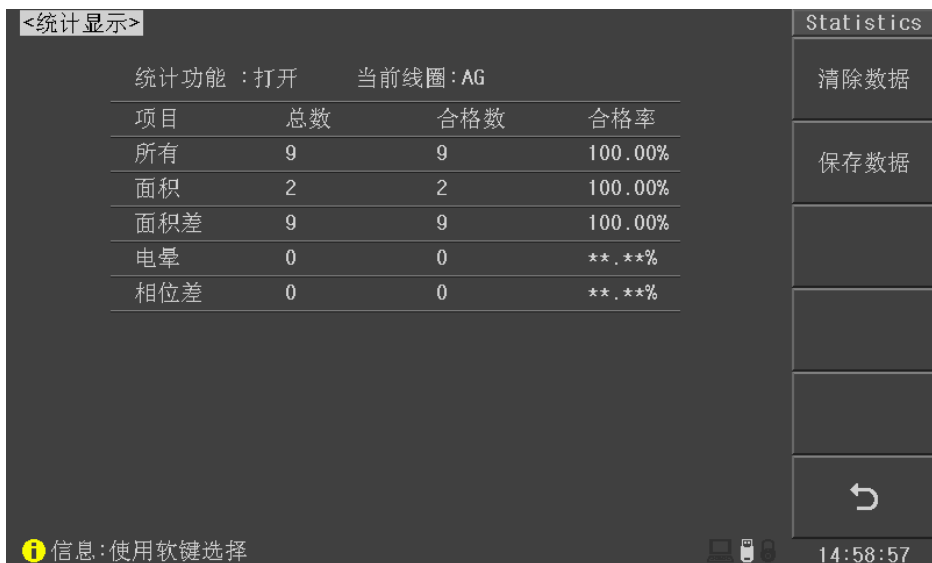 <统计显示>
Statistics
统计功能 :打开 当前线圈:AG
项目 总数 合格数 合格率
所有 9 9 100.00%
面积 2 2 100.00%
面积差 9 9 100.00%
电晕 0 0 **.**%
相位差 0 0 **.**%
清除数据
保存数据
信息:使用软键选择
14:58:57